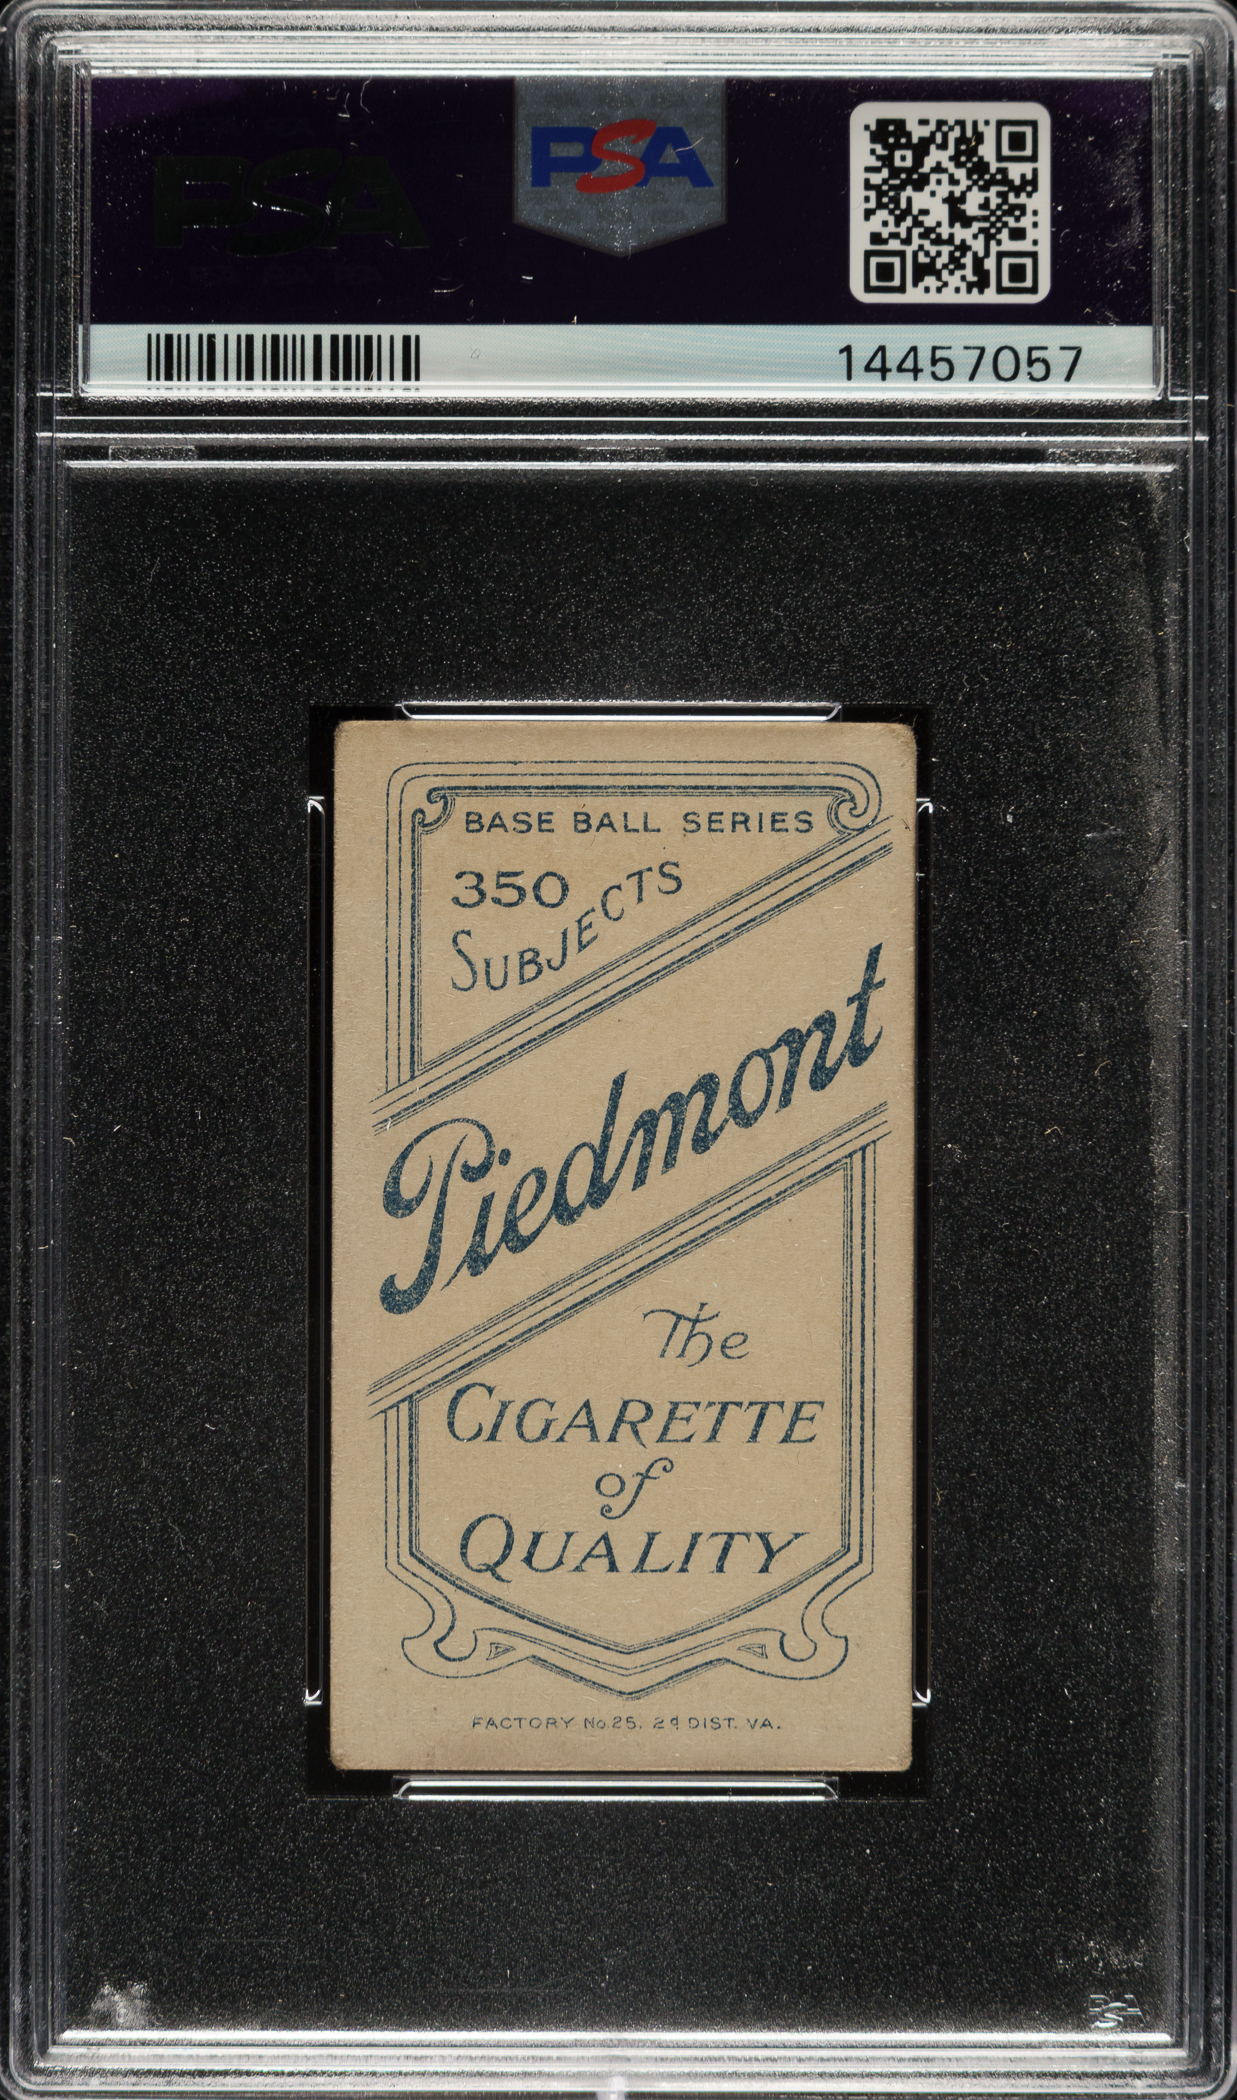 PSA
PSA
14457057
BASE BALL SERIES
350
SUBJECTS
Piedmont
The
CIGARETTE
of
QUALITY
FACTORY No 25. 2d DIST. VA.
PSA